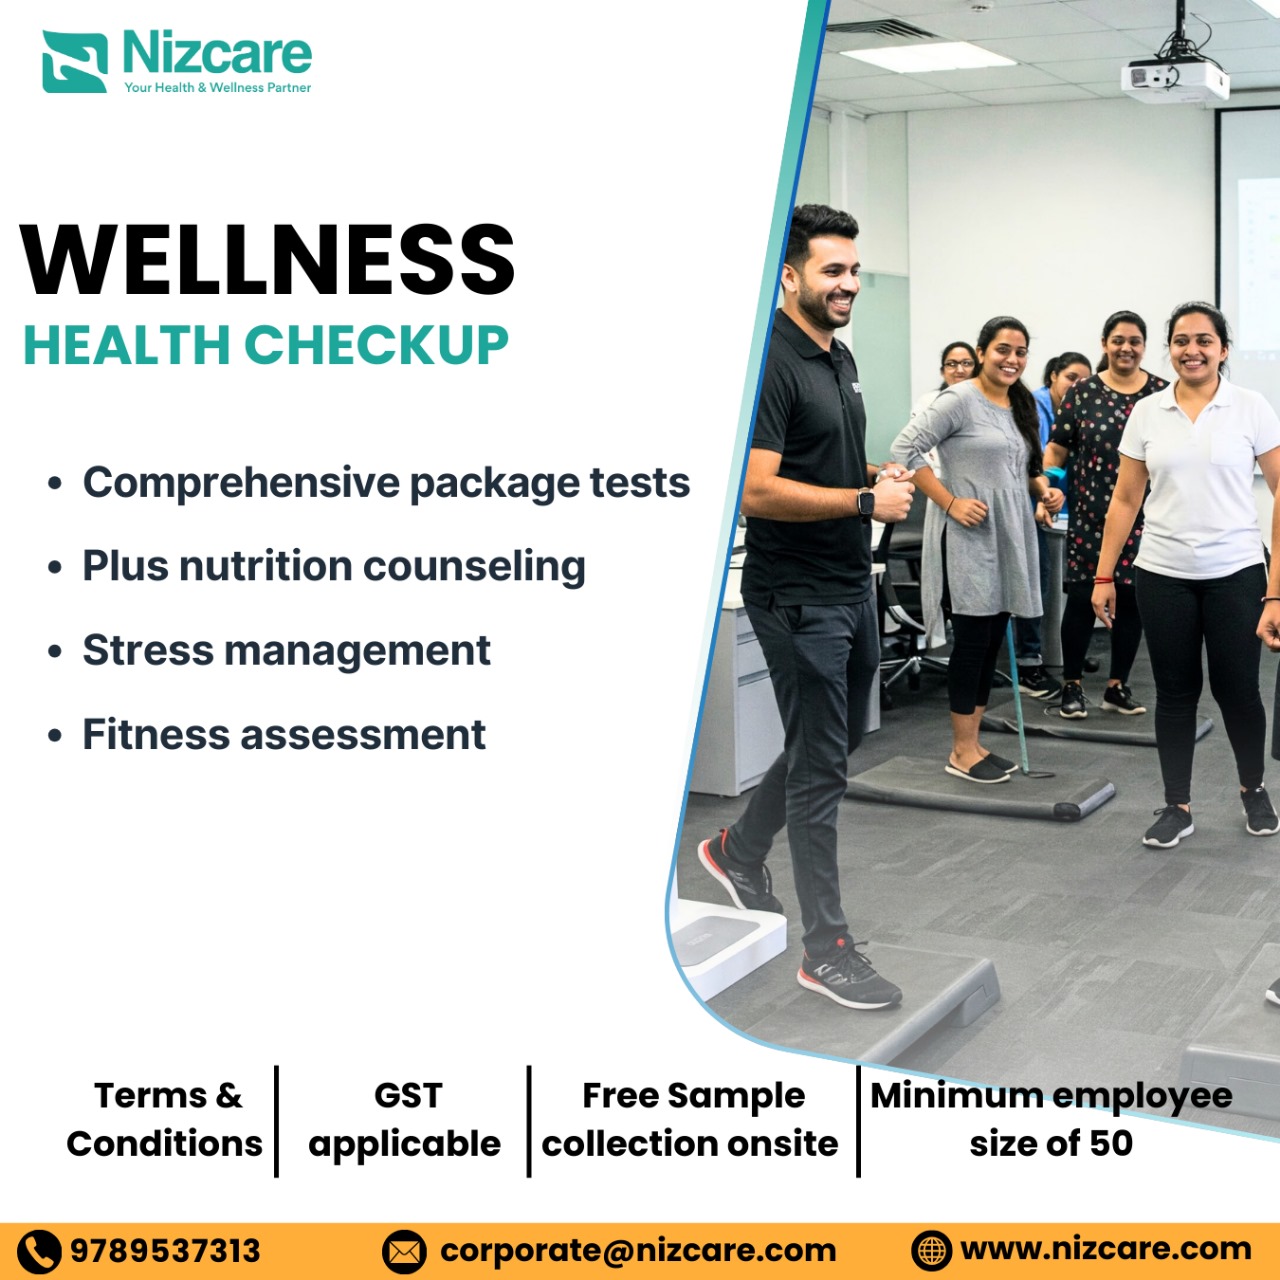 Nizcare
Your Health & Wellness Partner
WELLNESS
HEALTH CHECKUP
• Comprehensive package tests
• Plus nutrition counseling
• Stress management
• Fitness assessment
Terms &
Conditions
GST
applicable
Free Sample
collection onsite
Minimum employee
size of 50
9789537313
corporate@nizcare.com
www.nizcare.com